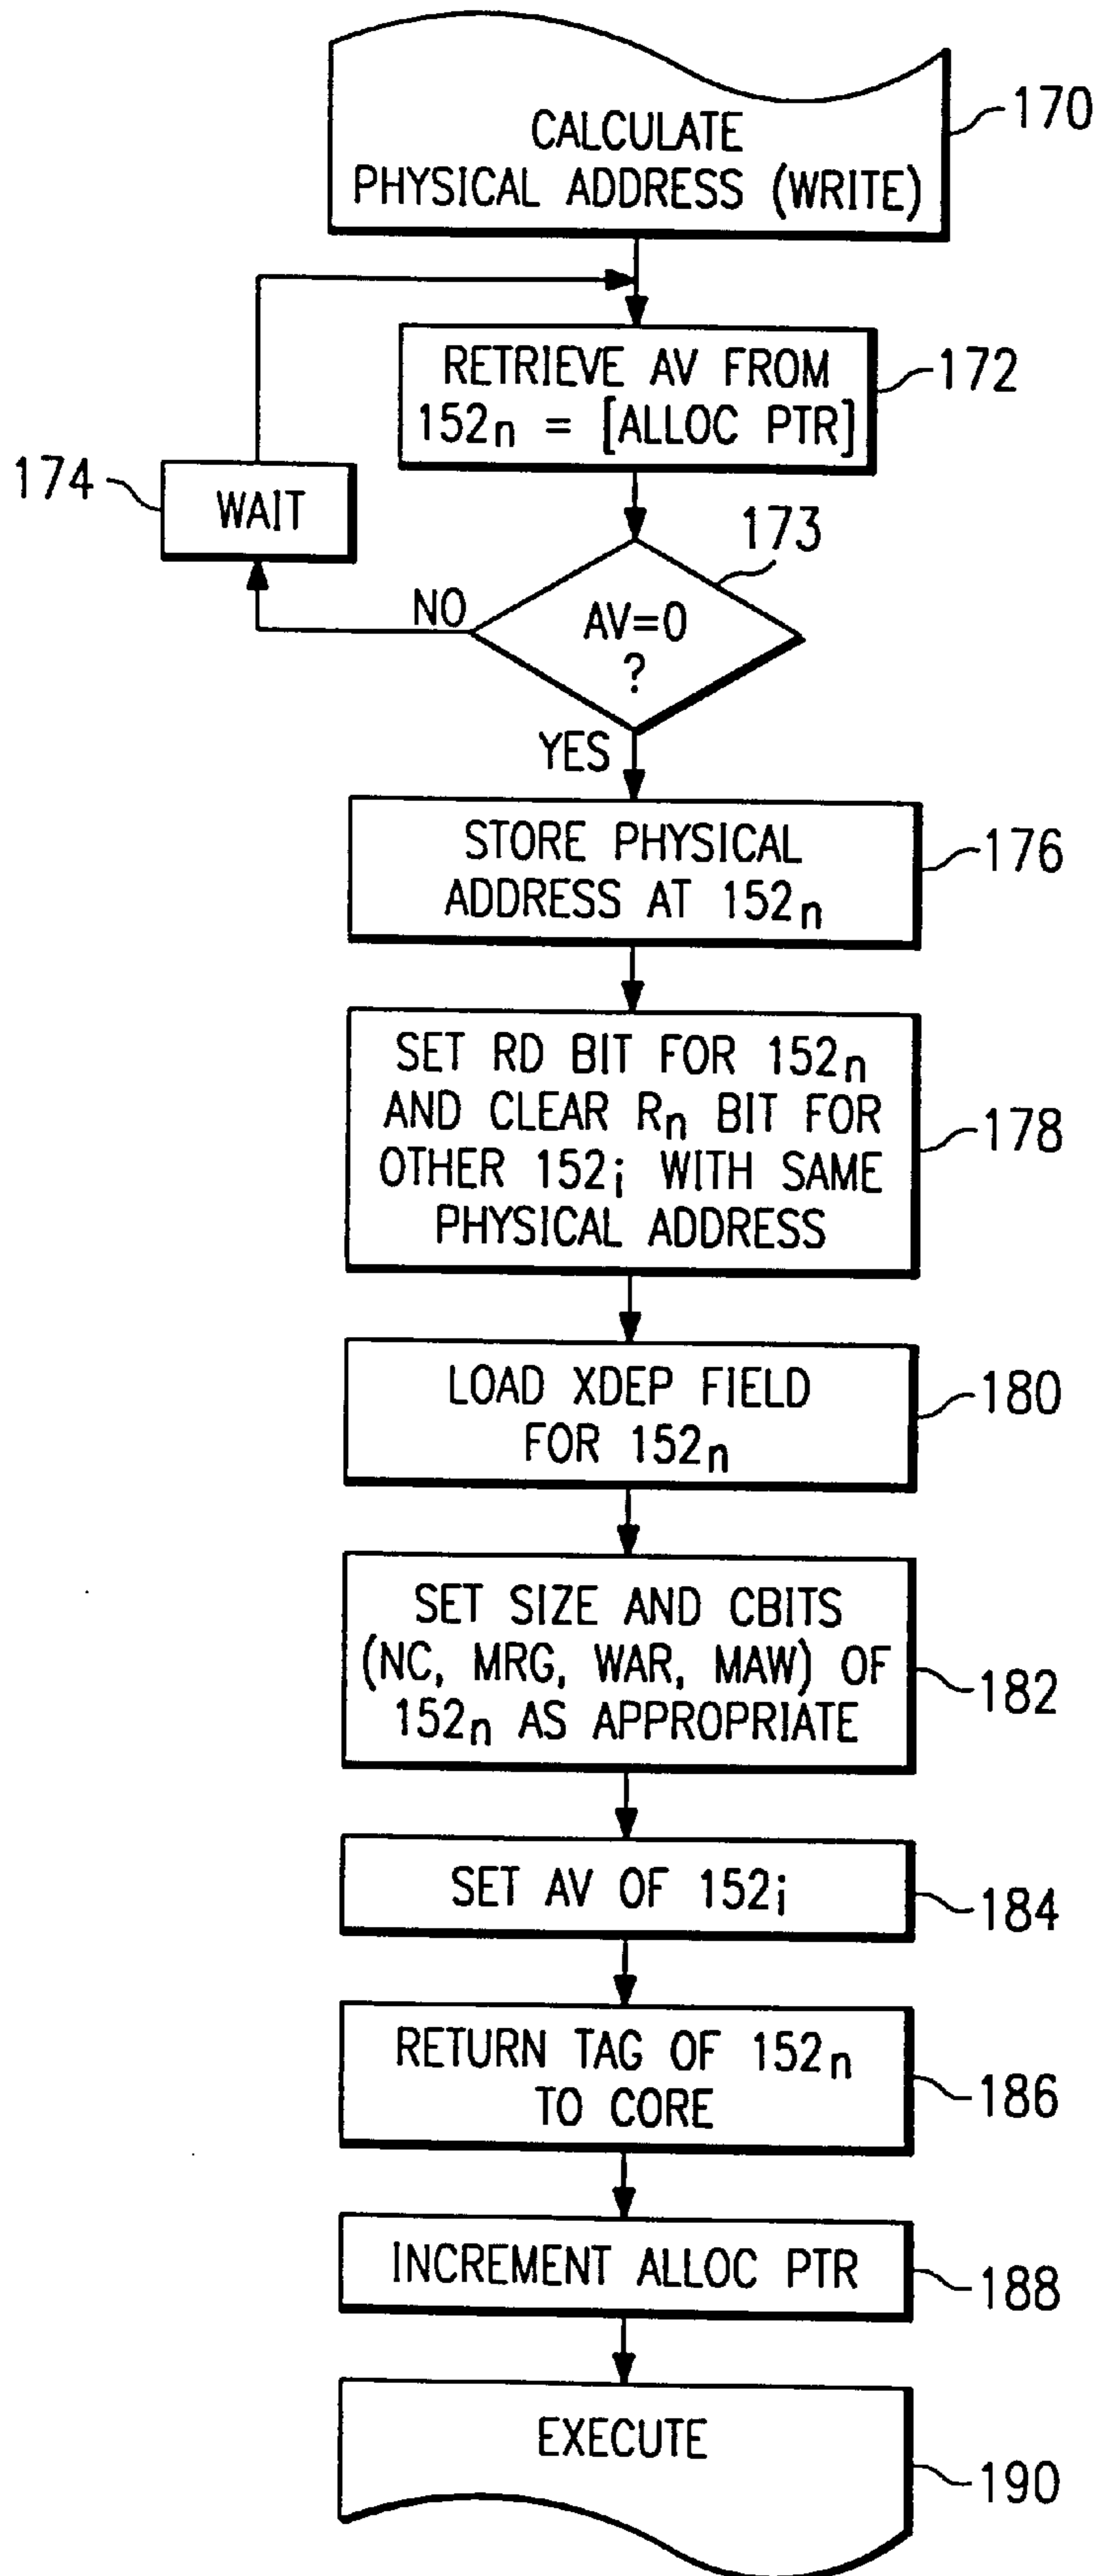 CALCULATE
PHYSICAL ADDRESS (WRITE)
170
RETRIEVE AV FROM
152n = [ALLOC PTR]
172
174
WAIT
173
NO
AV=0
?
YES
STORE PHYSICAL
ADDRESS AT 152n
176
SET RD BIT FOR 152n
AND CLEAR Rn BIT FOR
OTHER 152i WITH SAME
PHYSICAL ADDRESS
178
LOAD XDEP FIELD
FOR 152n
180
SET SIZE AND CBITS
(NC, MRG, WAR, MAW) OF
152n AS APPROPRIATE
182
SET AV OF 152i
184
RETURN TAG OF 152n
TO CORE
186
INCREMENT ALLOC PTR
188
EXECUTE
190